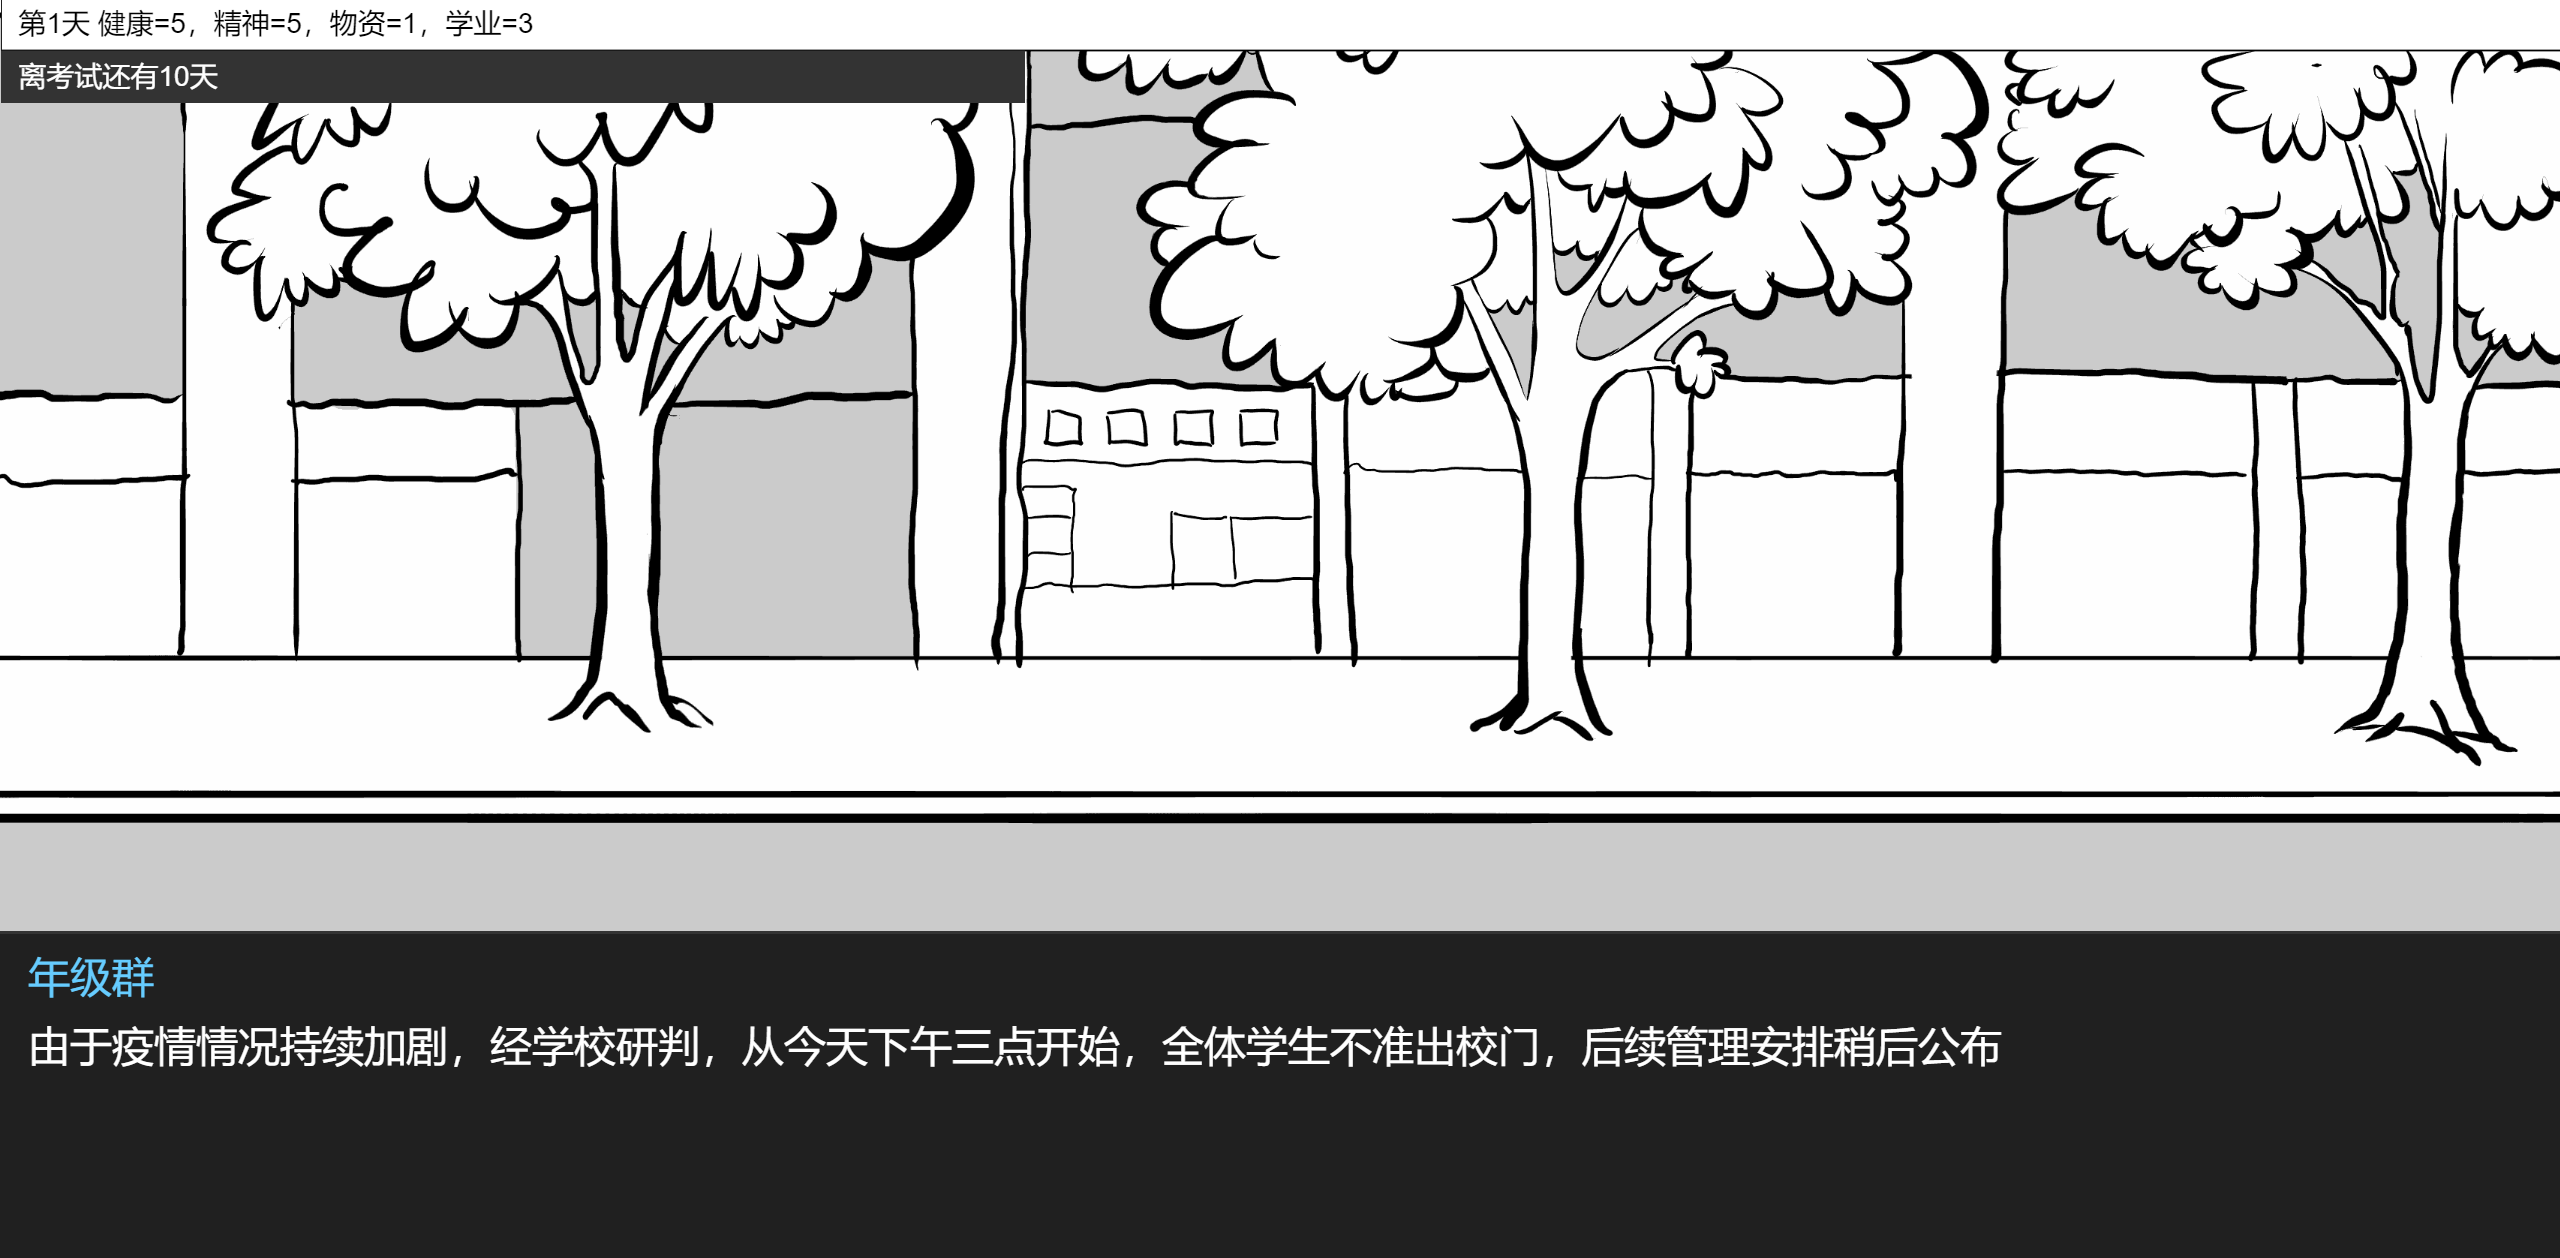 第1天 健康=5，精神=5，物资=1，学业=3
离考试还有10天
年级群
由于疫情情况持续加剧，经学校研判，从今天下午三点开始，全体学生不准出校门，后续管理安排稍后公布